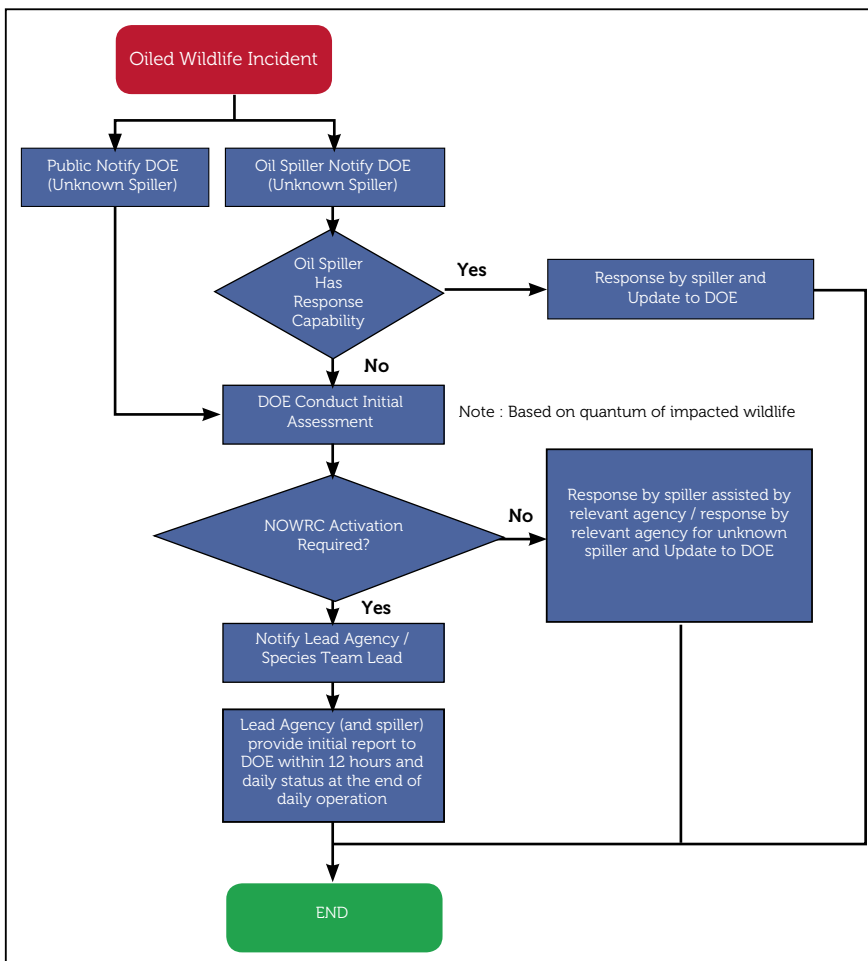 Oiled Wildlife Incident
Public Notify DOE
(Unknown Spiller)
Oil Spiller Notify DOE
(Unknown Spiller)
Oil Spiller
Has
Response
Capability
Yes
Response by spiller and
Update to DOE
No
DOE Conduct Initial
Assessment
Note : Based on quantum of impacted wildlife
NOWRC Activation
Required?
No
Response by spiller assisted by
relevant agency / response by
relevant agency for unknown
spiller and Update to DOE
Yes
Notify Lead Agency /
Species Team Lead
Lead Agency (and spiller)
provide initial report to
DOE within 12 hours and
daily status at the end of
daily operation
END